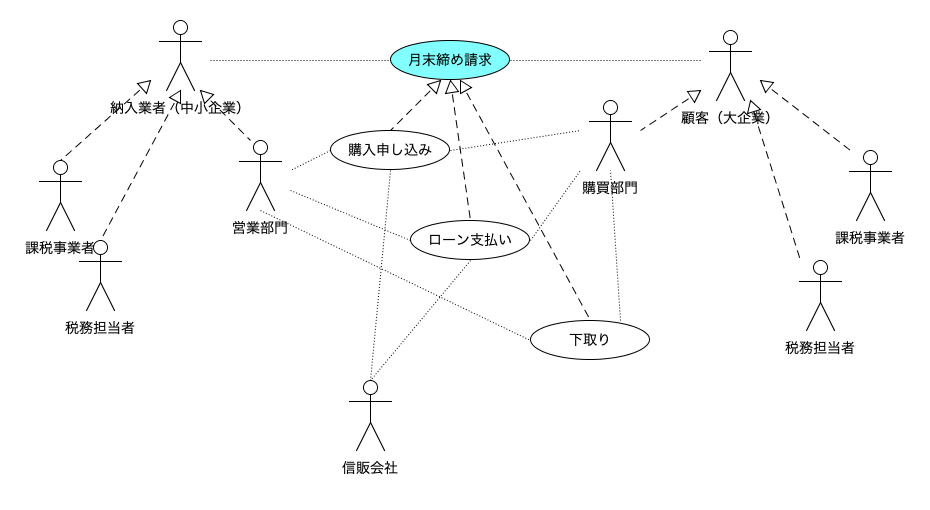 月末締め請求
納入業者（中小企業）
顧客（大企業）
購入申し込み
購買部門
営業部門
課税事業者
ローン支払い
課税事業者
税務担当者
下取り
税務担当者
信販会社